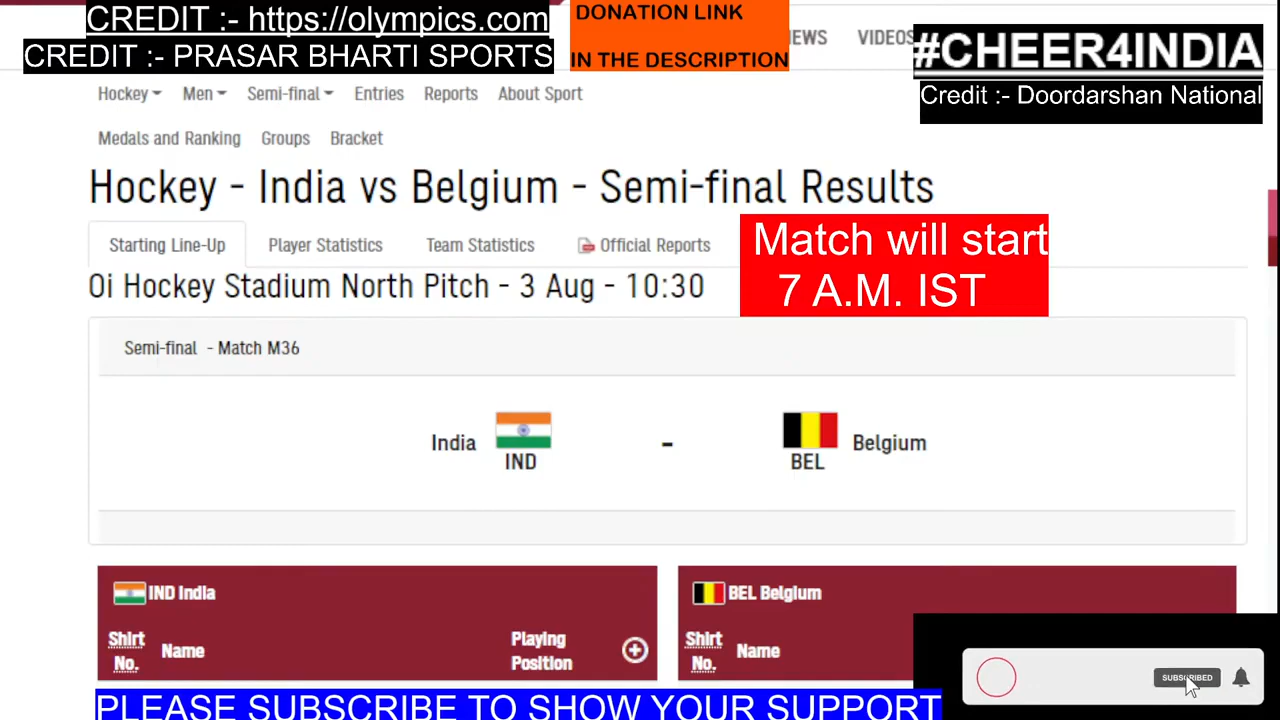 CREDIT :- https://olympics.com
CREDIT :- PRASAR BHARTI SPORTS
DONATION LINK
IN THE DESCRIPTION
VIDEOS
#CHEER4INDIA
Credit :- Doordarshan National
Hockey Men Semi-final Entries Reports About Sport
Medals and Ranking Groups Bracket
Hockey - India vs Belgium - Semi-final Results
Starting Line-Up Player Statistics Team Statistics Official Reports
Oi Hockey Stadium North Pitch - 3 Aug - 10:30
Match will start
7 A.M. IST
Semi-final - Match M36
India IND - BEL Belgium
IND India
Shirt No. Name Playing Position
BEL Belgium
Shirt No. Name
SUBSCRIBED
PLEASE SUBSCRIBE TO SHOW YOUR SUPPORT